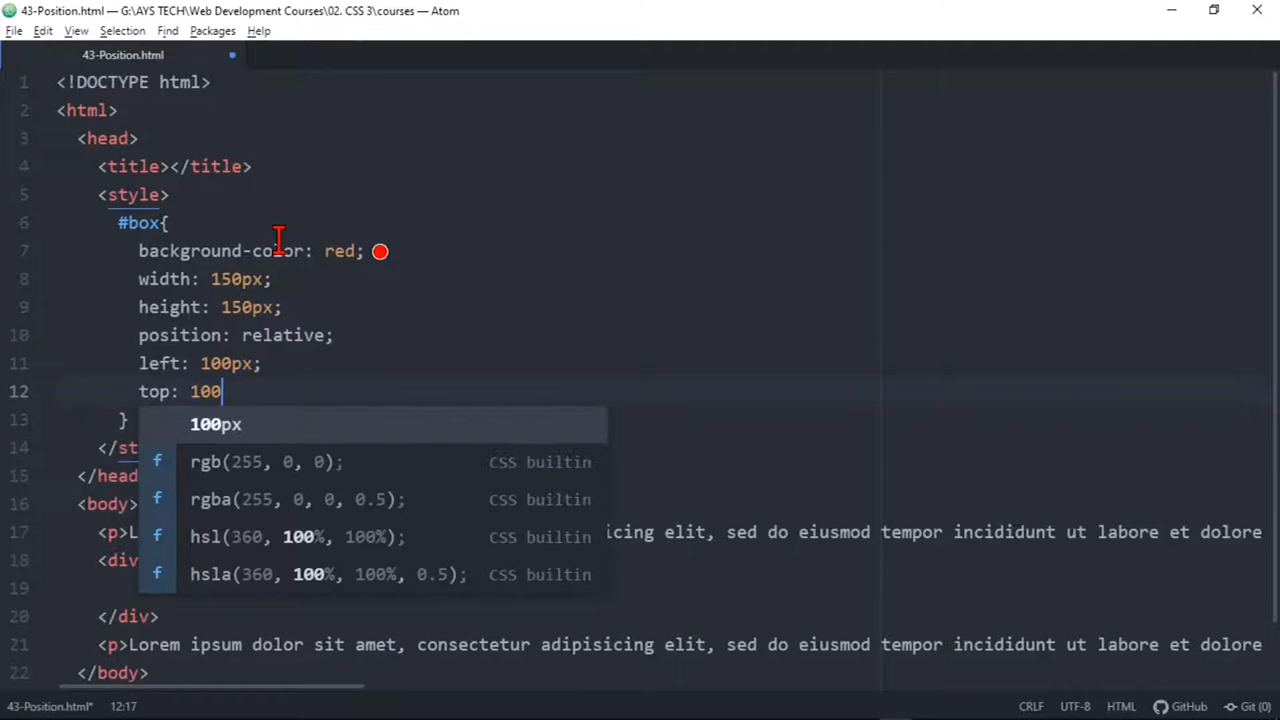 43-Position.html — G:\AYS TECH\Web Development Courses\02. CSS 3\courses — Atom
File Edit View Selection Find Packages Help
43-Position.html
1 <!DOCTYPE html>
2 <html>
3 <head>
4 <title></title>
5 <style>
6 #box{
7 background-color: red;
8 width: 150px;
9 height: 150px;
10 position: relative;
11 left: 100px;
12 top: 100
13 }
100px
14 </st
f rgb(255, 0, 0); CSS builtin
15 </head
f rgba(255, 0, 0, 0.5); CSS builtin
16 <body>
f hsl(360, 100%, 100%); CSS builtin
17 <p>L icing elit, sed do eiusmod tempor incididunt ut labore et dolore
18 <div
f hsla(360, 100%, 100%, 0.5); CSS builtin
19
20 </div>
21 <p>Lorem ipsum dolor sit amet, consectetur adipisicing elit, sed do eiusmod tempor incididunt ut labore et dolore
22 </body>
43-Position.html* 12:17 CRLF UTF-8 HTML GitHub Git (0)